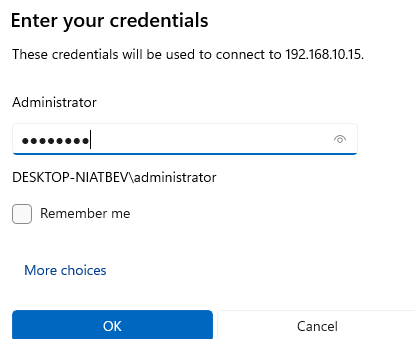 Enter your credentials
These credentials will be used to connect to 192.168.10.15.
Administrator
••••••••
DESKTOP-NIATBEV\administrator
Remember me
More choices
OK
Cancel